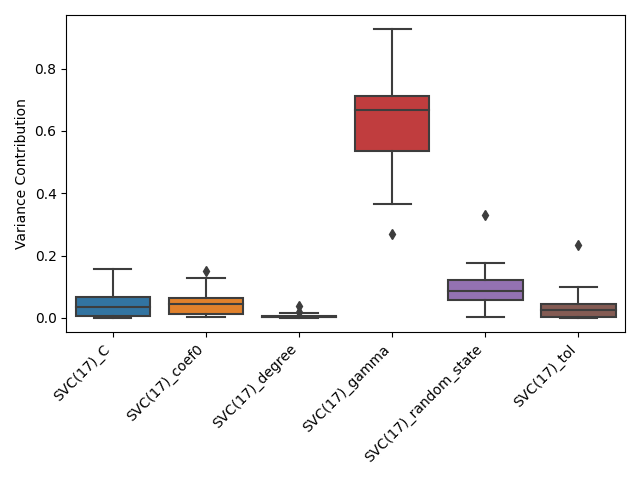 Variance Contribution
0.8
0.6
0.4
0.2
0.0
SVC(17)_C
SVC(17)_coef0
SVC(17)_degree
SVC(17)_gamma
SVC(17)_random_state
SVC(17)_tol